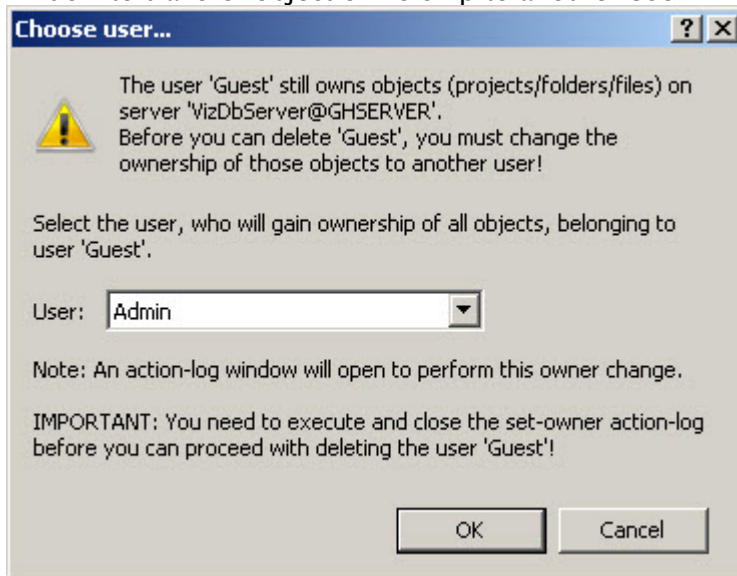 Choose user...
The user 'Guest' still owns objects (projects/folders/files) on
server 'VizDbServer@GHSERVER'.
Before you can delete 'Guest', you must change the
ownership of those objects to another user!
Select the user, who will gain ownership of all objects, belonging to
user 'Guest'.
User: Admin
Note: An action-log window will open to perform this owner change.
IMPORTANT: You need to execute and close the set-owner action-log
before you can proceed with deleting the user 'Guest'!
OK Cancel